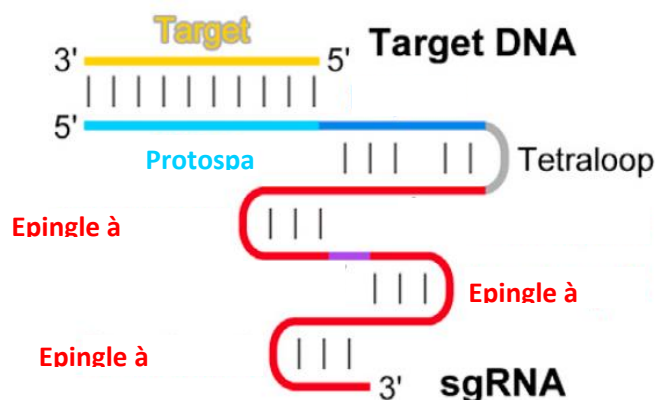 Target
Target DNA
3'
5'
5'
Protospa
Tetraloop
Epingle à
Epingle à
Epingle à
3'
sgRNA